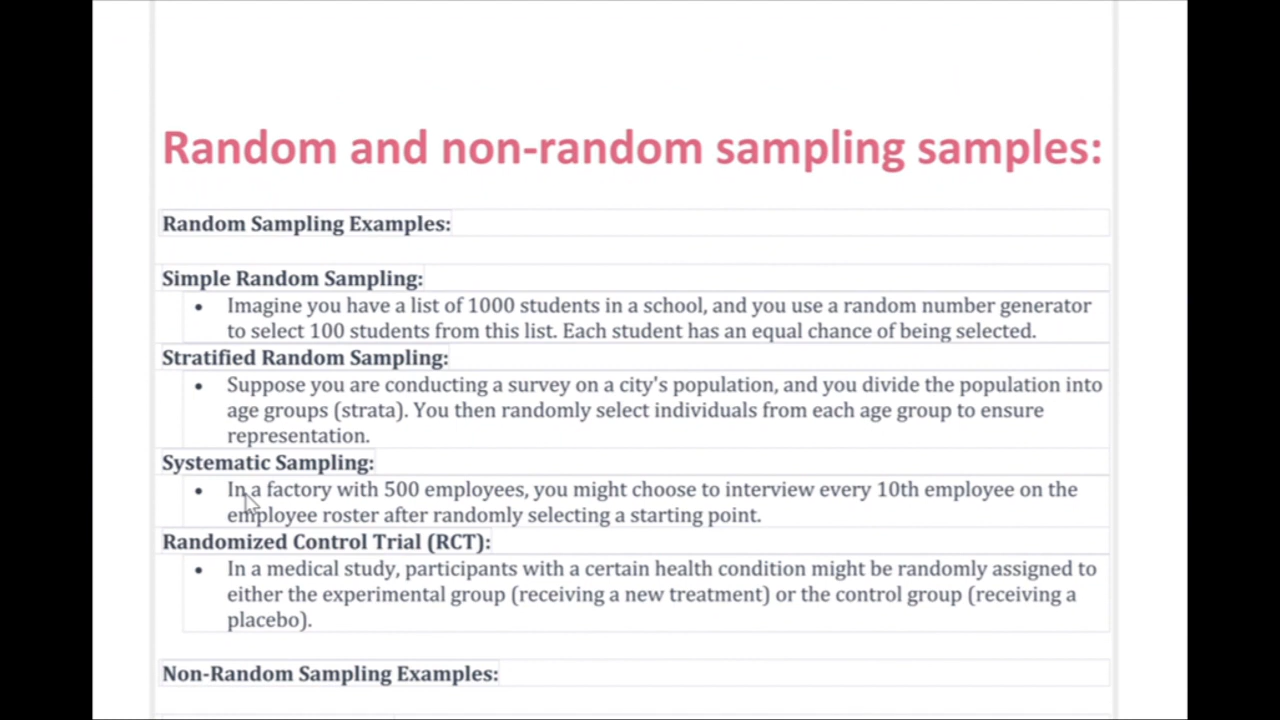 Random and non-random sampling samples:
Random Sampling Examples:
Simple Random Sampling:
• Imagine you have a list of 1000 students in a school, and you use a random number generator
to select 100 students from this list. Each student has an equal chance of being selected.
Stratified Random Sampling:
• Suppose you are conducting a survey on a city's population, and you divide the population into
age groups (strata). You then randomly select individuals from each age group to ensure
representation.
Systematic Sampling:
• In a factory with 500 employees, you might choose to interview every 10th employee on the
employee roster after randomly selecting a starting point.
Randomized Control Trial (RCT):
• In a medical study, participants with a certain health condition might be randomly assigned to
either the experimental group (receiving a new treatment) or the control group (receiving a
placebo).
Non-Random Sampling Examples: